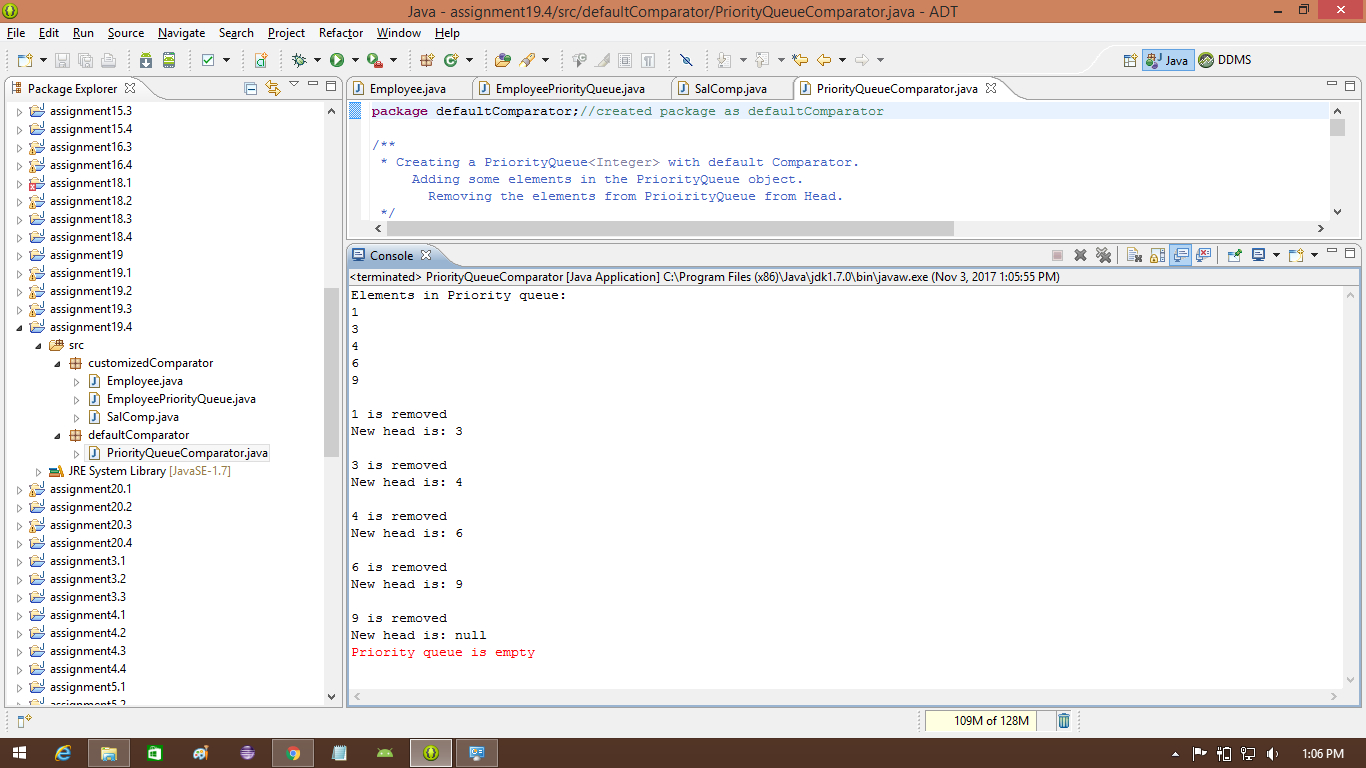 Java - assignment19.4/src/defaultComparator/PriorityQueueComparator.java - ADT
File Edit Run Source Navigate Search Project Refactor Window Help
Java DDMS
Package Explorer
assignment15.3
assignment15.4
assignment16.3
assignment16.4
assignment18.1
assignment18.2
assignment18.3
assignment18.4
assignment19
assignment19.1
assignment19.2
assignment19.3
assignment19.4
src
customizedComparator
Employee.java
EmployeePriorityQueue.java
SalComp.java
defaultComparator
PriorityQueueComparator.java
JRE System Library [JavaSE-1.7]
assignment20.1
assignment20.2
assignment20.3
assignment20.4
assignment3.1
assignment3.2
assignment3.3
assignment4.1
assignment4.2
assignment4.3
assignment4.4
assignment5.1
assignment5.2
Employee.java EmployeePriorityQueue.java SalComp.java PriorityQueueComparator.java
package defaultComparator;//created package as defaultComparator
/**
* Creating a PriorityQueue<Integer> with default Comparator.
Adding some elements in the PriourityQueue object.
Removing the elements from PrioirityQueue from Head.
*/
Console
<terminated> PriorityQueueComparator [Java Application] C:\Program Files (x86)\Java\jdk1.7.0\bin\javaw.exe (Nov 3, 2017 1:05:55 PM)
Elements in Priority queue:
1
3
4
6
9
1 is removed
New head is: 3
3 is removed
New head is: 4
4 is removed
New head is: 6
6 is removed
New head is: 9
9 is removed
New head is: null
Priority queue is empty
109M of 128M
1:06 PM